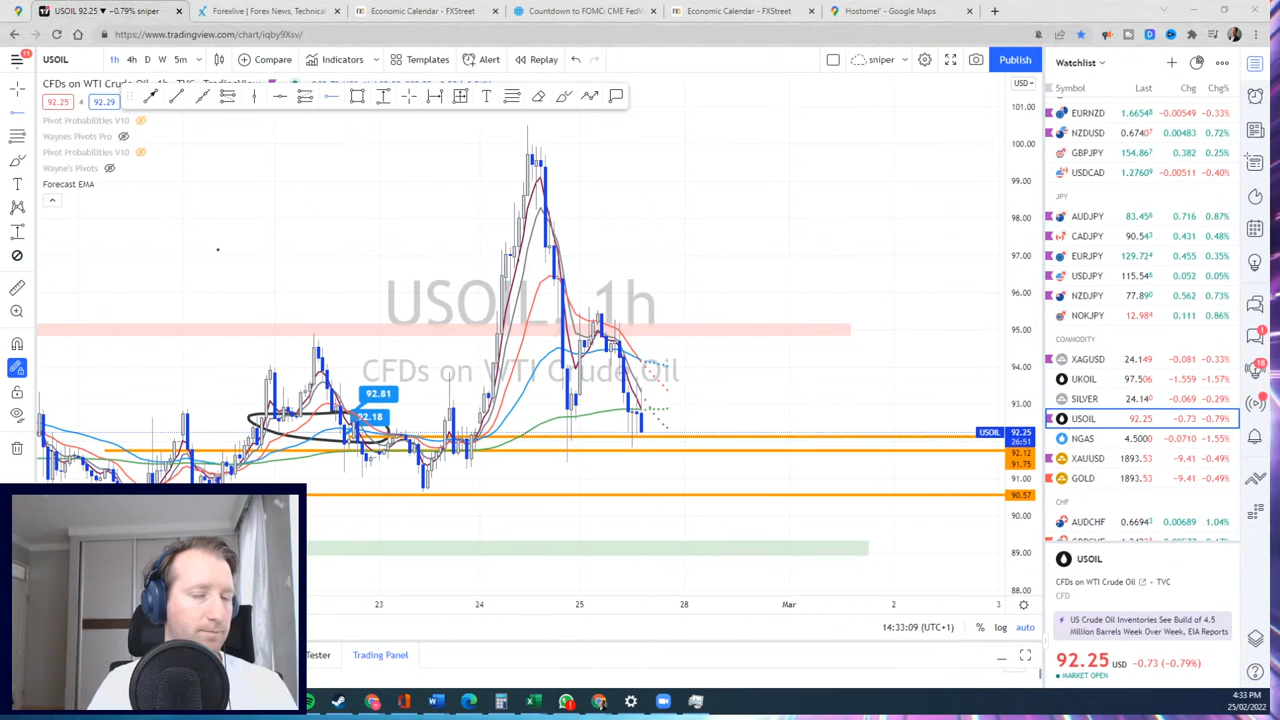 USOIL 92.25 ▼ −0.79% sniper
Forexlive | Forex News, Technical
Economic Calendar - FXStreet
Countdown to FOMC: CME FedW
Economic Calendar - FXStreet
Hostomel' - Google Maps
https://www.tradingview.com/chart/iqby9Xsv/
11
USOIL
1h
4h
D
W
5m
Compare
Indicators
Templates
Alert
Replay
sniper
Publish
CFDs on WTI Crude
92.25
4
92.29
Pivot Probabilities V10
Waynes Pivots Pro
Pivot Probabilities V10
Wayne's Pivots
Forecast EMA
USOIL, 1h
CFDs on WTI Crude Oil
92.81
92.18
USD
101.00
100.00
99.00
98.00
97.00
96.00
95.00
94.00
93.00
USOIL
92.25
26:51
92.12
91.75
91.00
90.57
90.00
89.00
88.00
23
24
25
28
Mar
2
3
14:33:09 (UTC+1)
%
log
auto
Tester
Trading Panel
Watchlist
Symbol Last Chg Chg%
EURNZD 1.66548 −0.00549 −0.33%
NZDUSD 0.67407 0.00483 0.72%
GBPJPY 154.867 0.382 0.25%
USDCAD 1.27609 −0.00511 −0.40%
JPY
AUDJPY 83.456 0.716 0.87%
CADJPY 90.543 0.431 0.48%
EURJPY 129.724 0.455 0.35%
USDJPY 115.546 0.052 0.05%
NZDJPY 77.890 0.562 0.73%
NOKJPY 12.984 0.111 0.86%
COMMODITY
XAGUSD 24.149 −0.081 −0.33%
UKOIL 97.506 −1.559 −1.57%
SILVER 24.140 −0.069 −0.29%
USOIL 92.25 −0.73 −0.79%
NGAS 4.5000 −0.0710 −1.55%
XAUUSD 1893.53 −9.41 −0.49%
GOLD 1893.53 −9.41 −0.49%
CHF
AUDCHF 0.66943 0.00689 1.04%
USOIL
CFDs on WTI Crude Oil • TVC
CFD
US Crude Oil Inventories See Build of 4.5
Million Barrels Week Over Week, EIA Reports
92.25 USD −0.73 (−0.79%)
MARKET OPEN
1
18
4:33 PM
25/02/2022